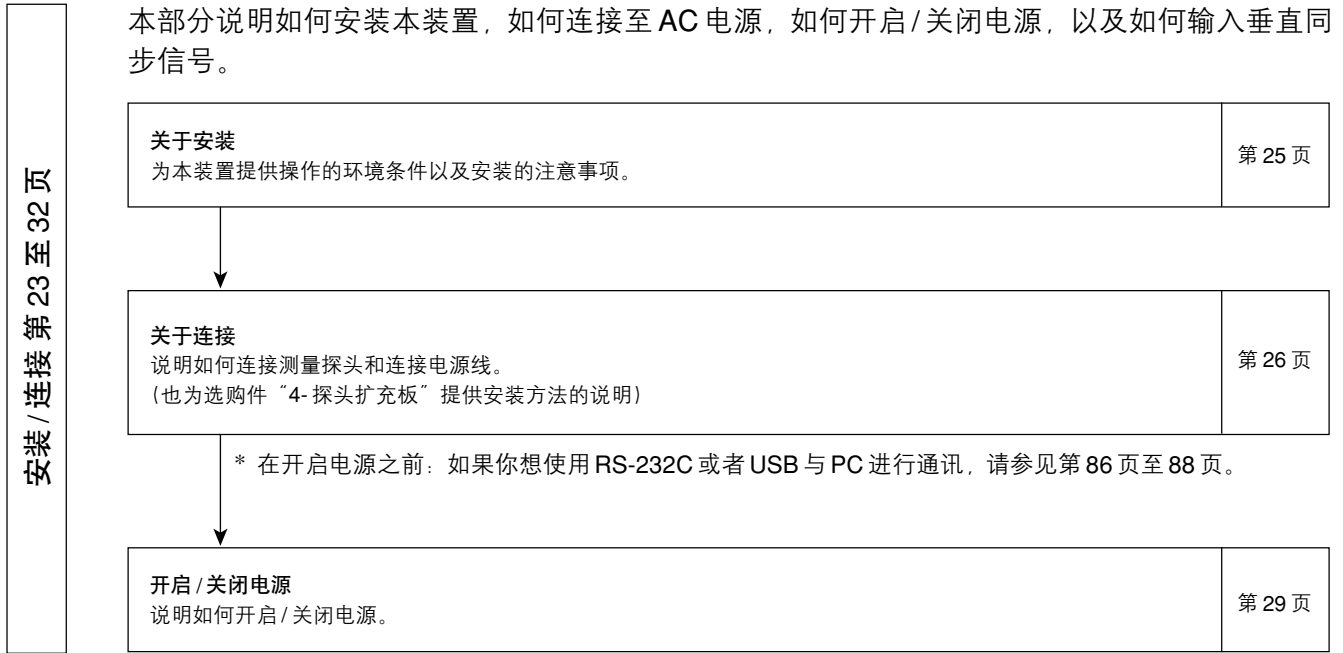 本部分说明如何安装本装置，如何连接至 AC 电源，如何开启/关闭电源，以及如何输入垂直同
步信号。
安装/连接 第 23 至 32 页
关于安装
为本装置提供操作的环境条件以及安装的注意事项。
第 25 页
关于连接
说明如何连接测量探头和连接电源线。
(也为选购件“4-探头扩充板”提供安装方法的说明)
第 26 页
* 在开启电源之前：如果你想使用 RS-232C 或者 USB 与 PC 进行通讯，请参见第 86 页至 88 页。
开启/关闭电源
说明如何开启/关闭电源。
第 29 页